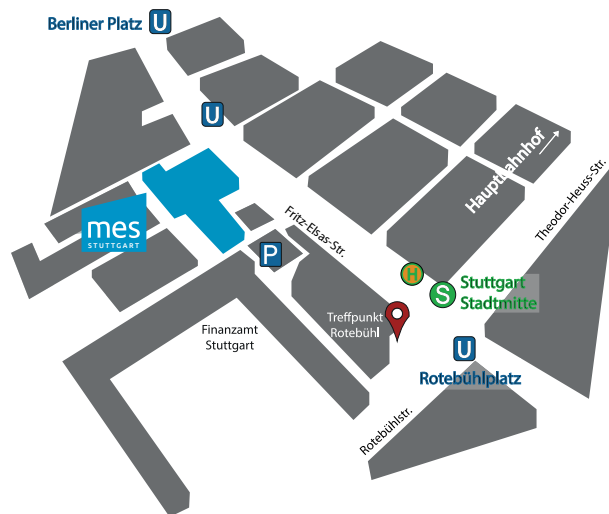 Berliner Platz U
U
Hauptbahnhof
Theodor-Heuss-Str.
mes
STUTTGART
Fritz-Elsas-Str.
P
H
S
Stuttgart
Stadtmitte
Treffpunkt
Rotebühl
Finanzamt
Stuttgart
U
Rotebühlplatz
Rotebühlstr.